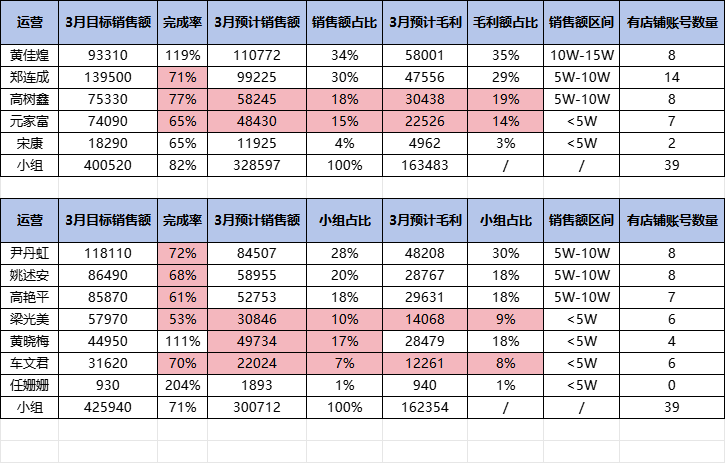 运营 3月目标销售额 完成率 3月预计销售额 销售额占比 3月预计毛利 毛利额占比 销售额区间 有店铺账号数量
黄佳煌 93310 119% 110772 34% 58001 35% 10W-15W 8
郑连成 139500 71% 99225 30% 47556 29% 5W-10W 14
高树鑫 75330 77% 58245 18% 30438 19% 5W-10W 8
元家富 74090 65% 48430 15% 22526 14% <5W 7
宋康 18290 65% 11925 4% 4962 3% <5W 2
小组 400520 82% 328597 100% 163483 / / 39
运营 3月目标销售额 完成率 3月预计销售额 小组占比 3月预计毛利 小组占比 销售额区间 有店铺账号数量
尹丹虹 118110 72% 84507 28% 48208 30% 5W-10W 8
姚述安 86490 68% 58955 20% 28767 18% 5W-10W 8
高艳平 85870 61% 52753 18% 29631 18% 5W-10W 7
梁光美 57970 53% 30846 10% 14068 9% <5W 6
黄晓梅 44950 111% 49734 17% 28479 18% <5W 4
车文君 31620 70% 22024 7% 12261 8% <5W 6
任姗姗 930 204% 1893 1% 940 1% <5W 0
小组 425940 71% 300712 100% 162354 / / 39